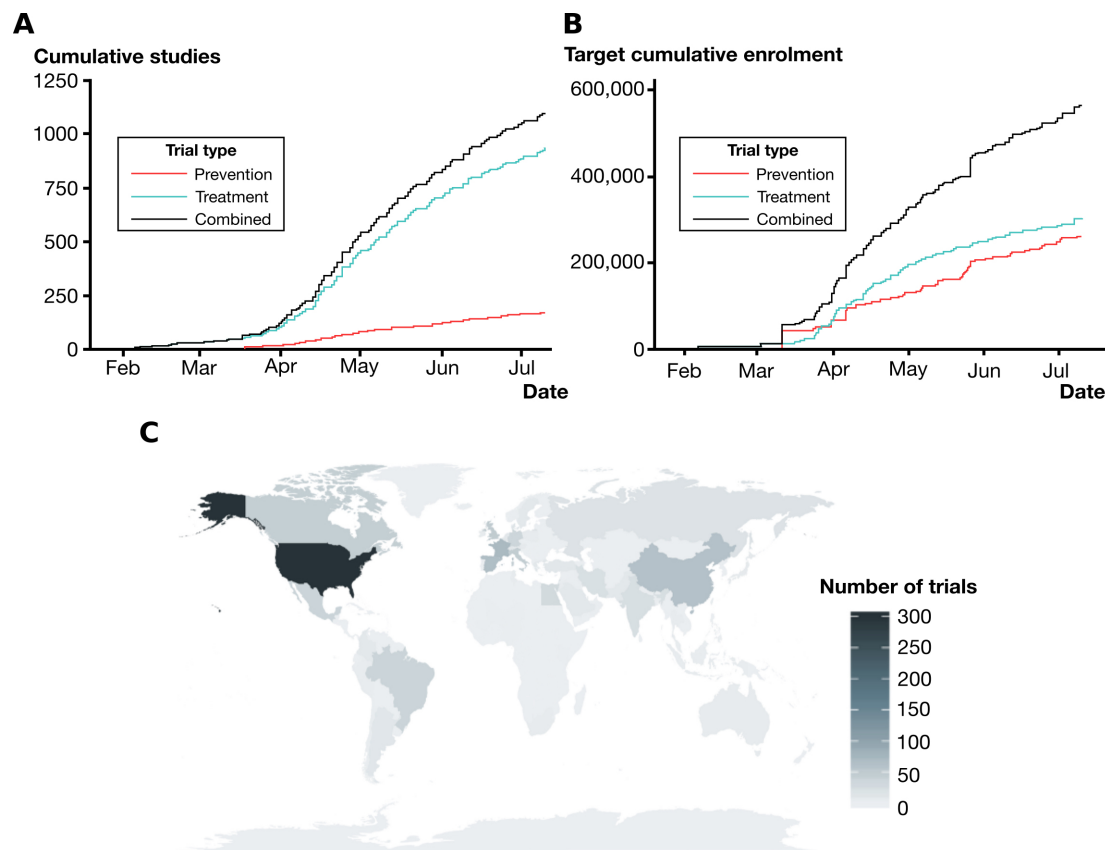 A
Cumulative studies
1250
1000
750
500
250
0
Trial type
Prevention
Treatment
Combined
Feb
Mar
Apr
May
Jun
Jul
Date
B
Target cumulative enrolment
600,000
400,000
200,000
0
Trial type
Prevention
Treatment
Combined
Feb
Mar
Apr
May
Jun
Jul
Date
C
Number of trials
300
250
200
150
100
50
0